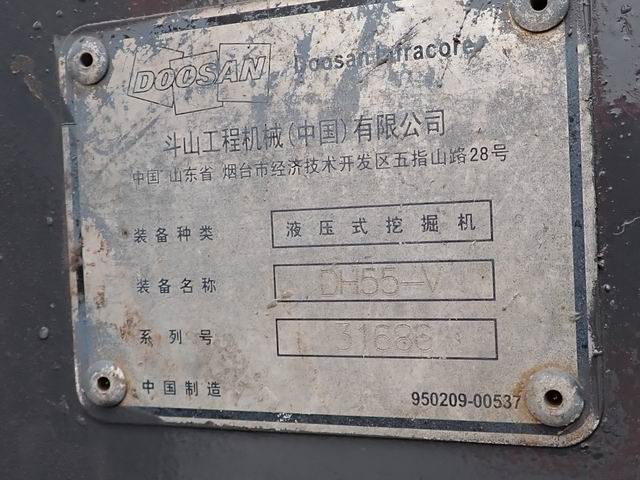 DOOSAN Doosan Infracore
斗山工程机械(中国)有限公司
中国 山东省 烟台市经济技术开发区五指山路28号
装备种类 液压式挖掘机
装备名称 DH55-V
系列号 31686
中国制造 950209-00537